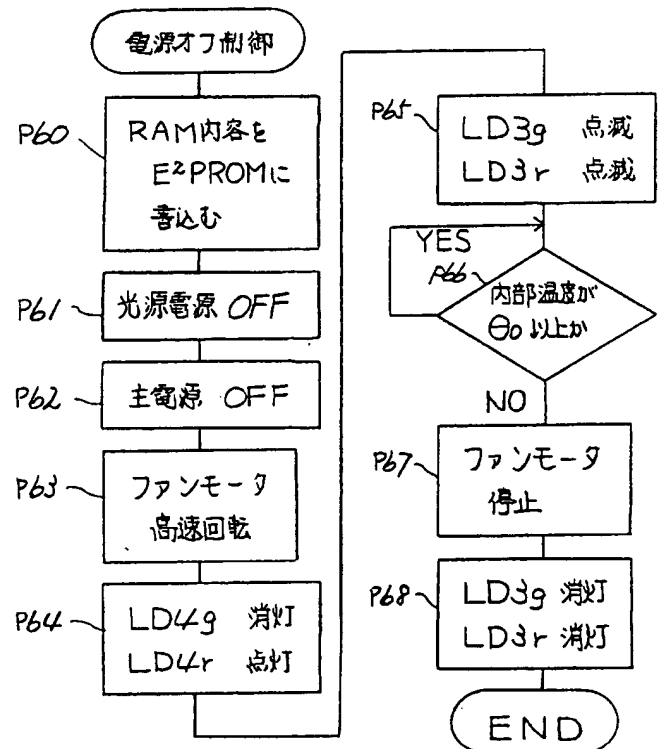 電源オフ制御
P60
RAM内容を
E²PROMに
書込む
P61
光源電源 OFF
P62
主電源 OFF
P63
ファンモータ
高速回転
P64
LD4g 消灯
LD4r 点灯
P65
LD3g 点滅
LD3r 点滅
YES
P66
内部温度が
θo以上か
NO
P67
ファンモータ
停止
P68
LD3g 消灯
LD3r 消灯
END